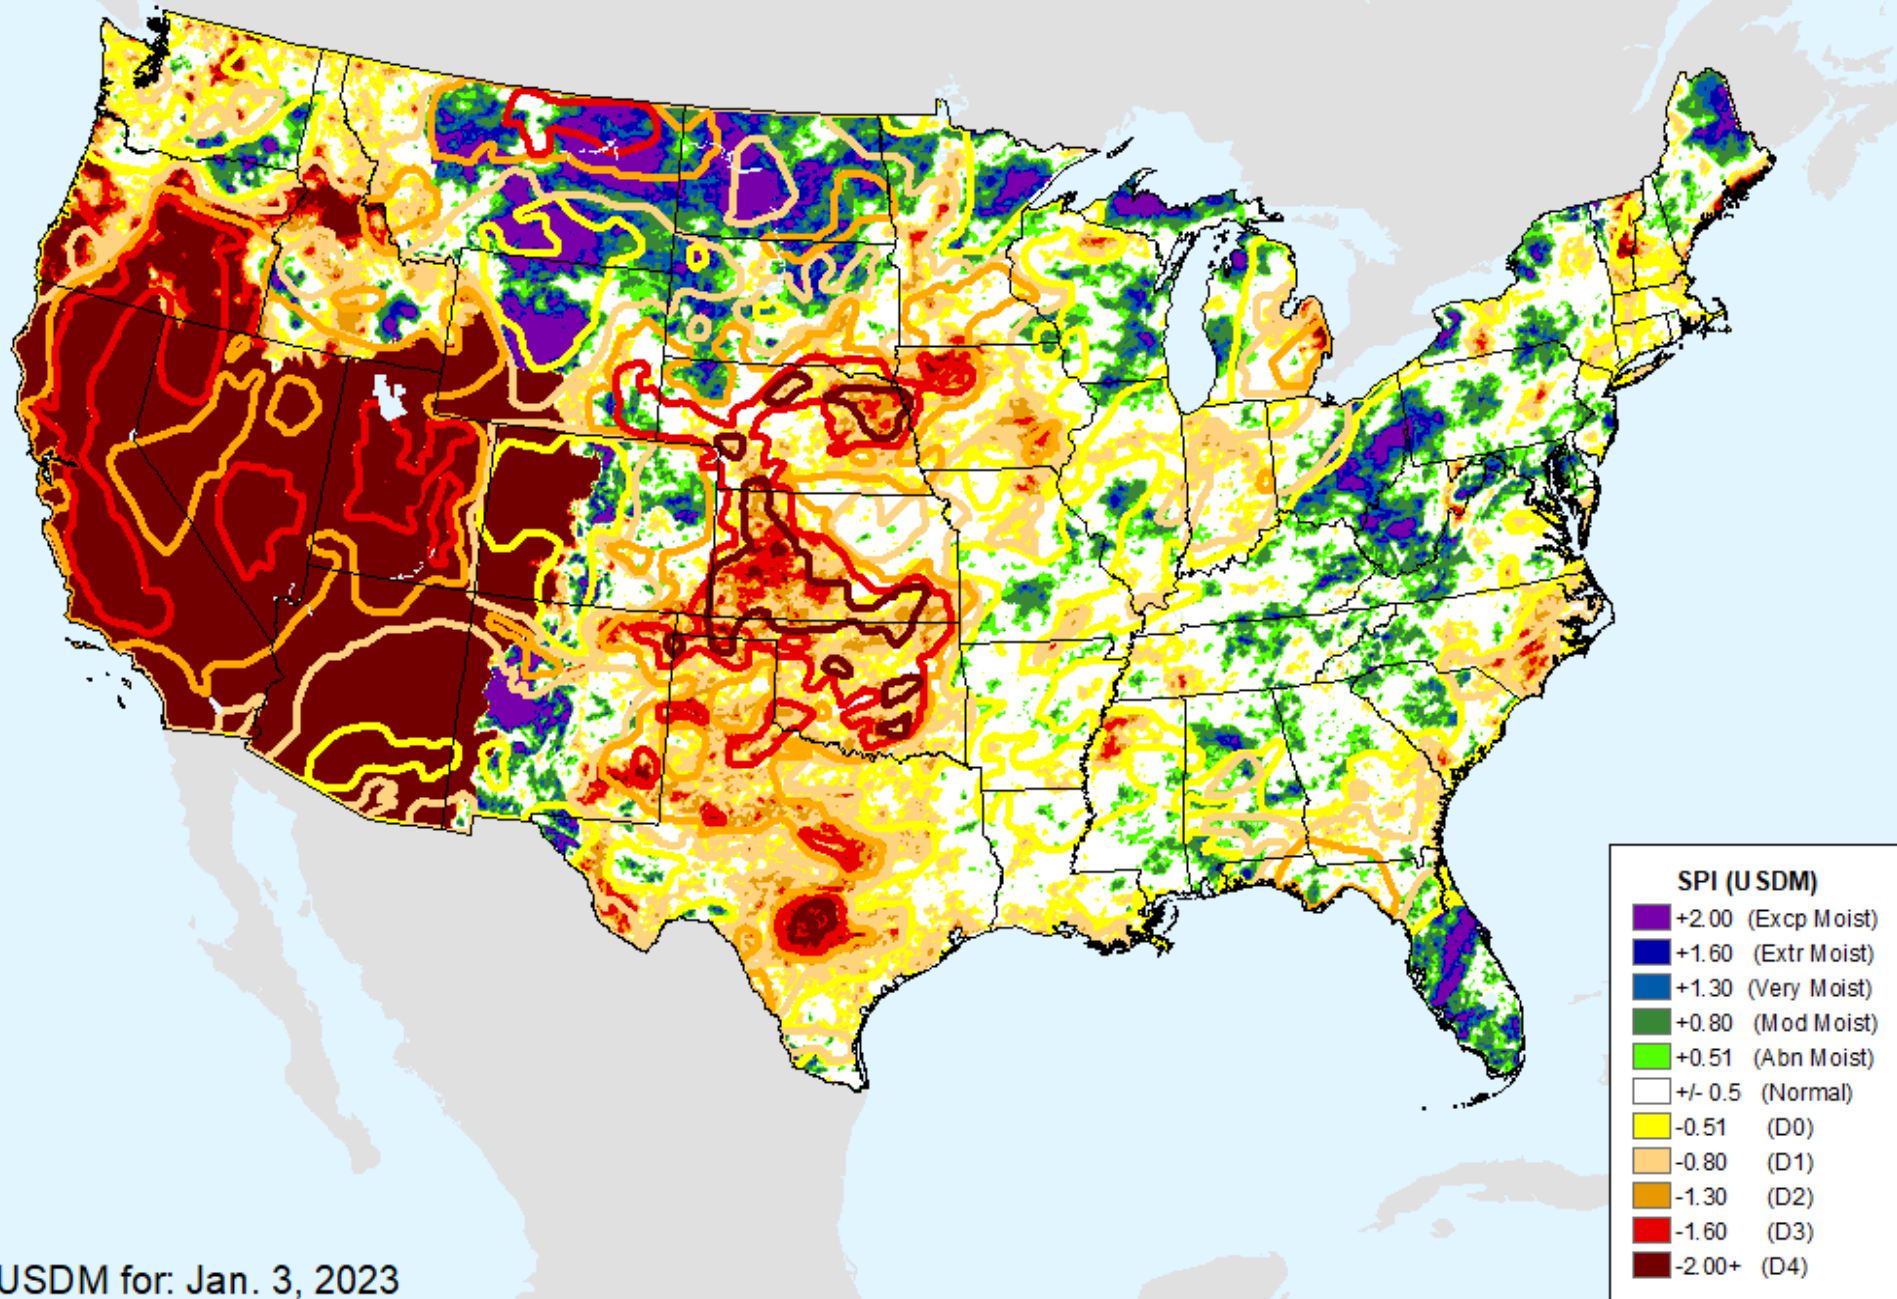 SPI (USDM)
+2.00 (Excp Moist)
+1.60 (Extr Moist)
+1.30 (Very Moist)
+0.80 (Mod Moist)
+0.51 (Abn Moist)
+/- 0.5 (Normal)
-0.51 (D0)
-0.80 (D1)
-1.30 (D2)
-1.60 (D3)
-2.00+ (D4)
USDM for: Jan. 3, 2023